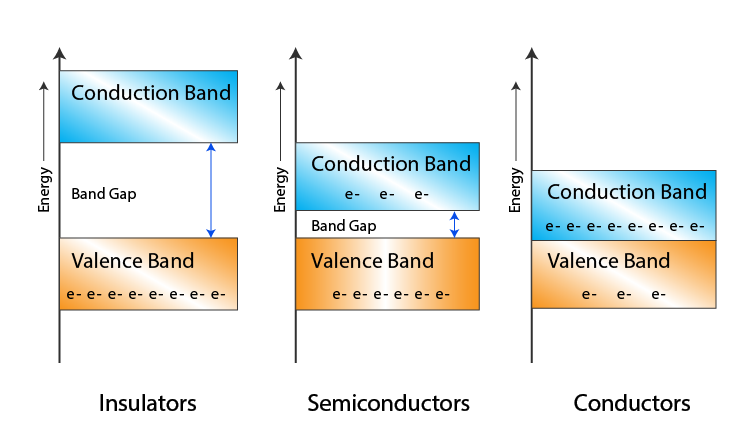 Energy
Conduction Band
Band Gap
Valence Band
e- e- e- e- e- e- e- e-
Insulators
Energy
Conduction Band
e- e- e-
Band Gap
Valence Band
e- e- e- e- e- e-
Semiconductors
Energy
Conduction Band
e- e- e- e- e- e- e- e-
Valence Band
e- e- e-
Conductors